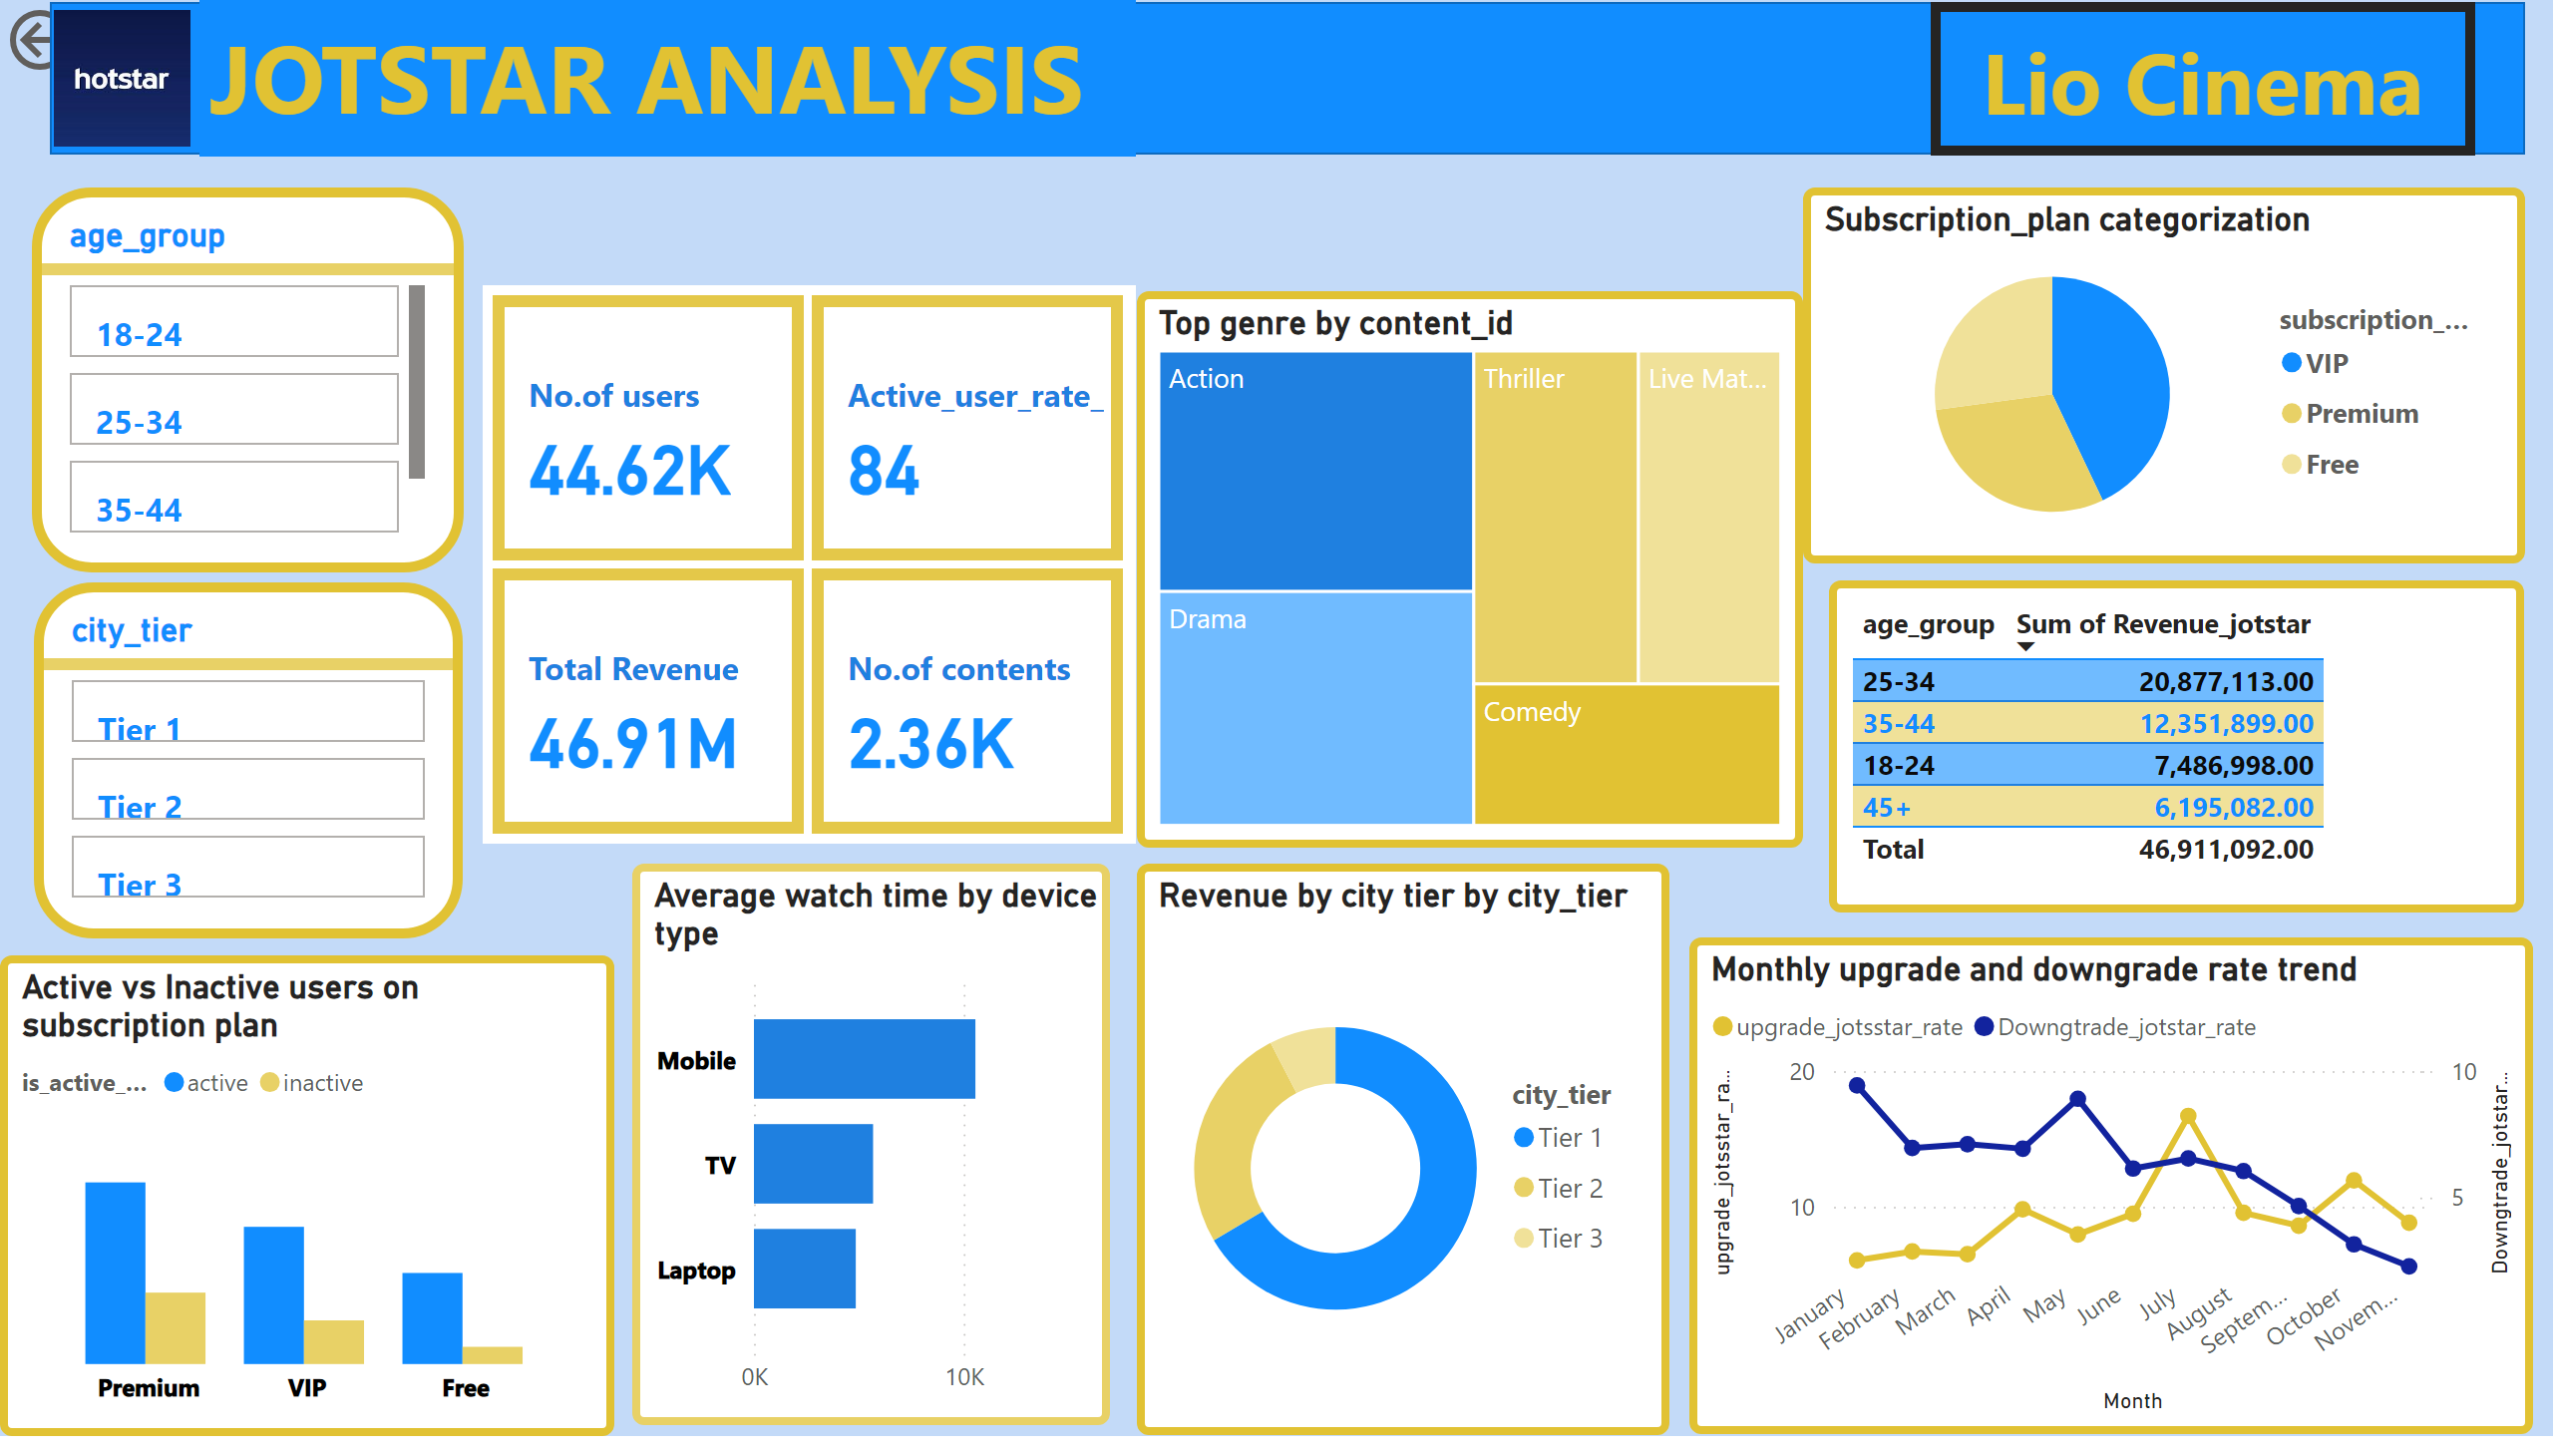 hotstar
JOTSTAR ANALYSIS
Lio Cinema
age_group
18-24
25-34
35-44
city_tier
Tier 1
Tier 2
Tier 3
No.of users
44.62K
Active_user_rate_
84
Total Revenue
46.91M
No.of contents
2.36K
Top genre by content_id
Action
Thriller
Live Mat...
Drama
Comedy
Subscription_plan categorization
subscription_...
VIP
Premium
Free
age_group Sum of Revenue_jotstar
25-34 20,877,113.00
35-44 12,351,899.00
18-24 7,486,998.00
45+ 6,195,082.00
Total 46,911,092.00
Active vs Inactive users on
subscription plan
is_active_... active inactive
Premium VIP Free
Average watch time by device
type
Mobile
TV
Laptop
0K 10K
Revenue by city tier by city_tier
city_tier
Tier 1
Tier 2
Tier 3
Monthly upgrade and downgrade rate trend
upgrade_jotsstar_rate Downgtrade_jotstar_rate
upgrade_jotsstar_ra...
20
10
10
5
Downgtrade_jotstar...
January February March April May June July August Septem... October Novem...
Month